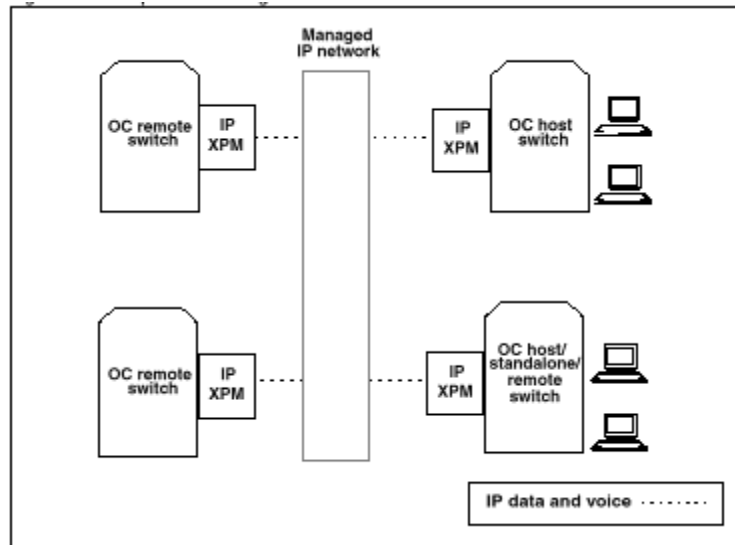 Managed
IP network
OC remote
switch
IP
XPM
IP
XPM
OC host
switch
OC remote
switch
IP
XPM
IP
XPM
OC host/
standalone/
remote
switch
IP data and voice